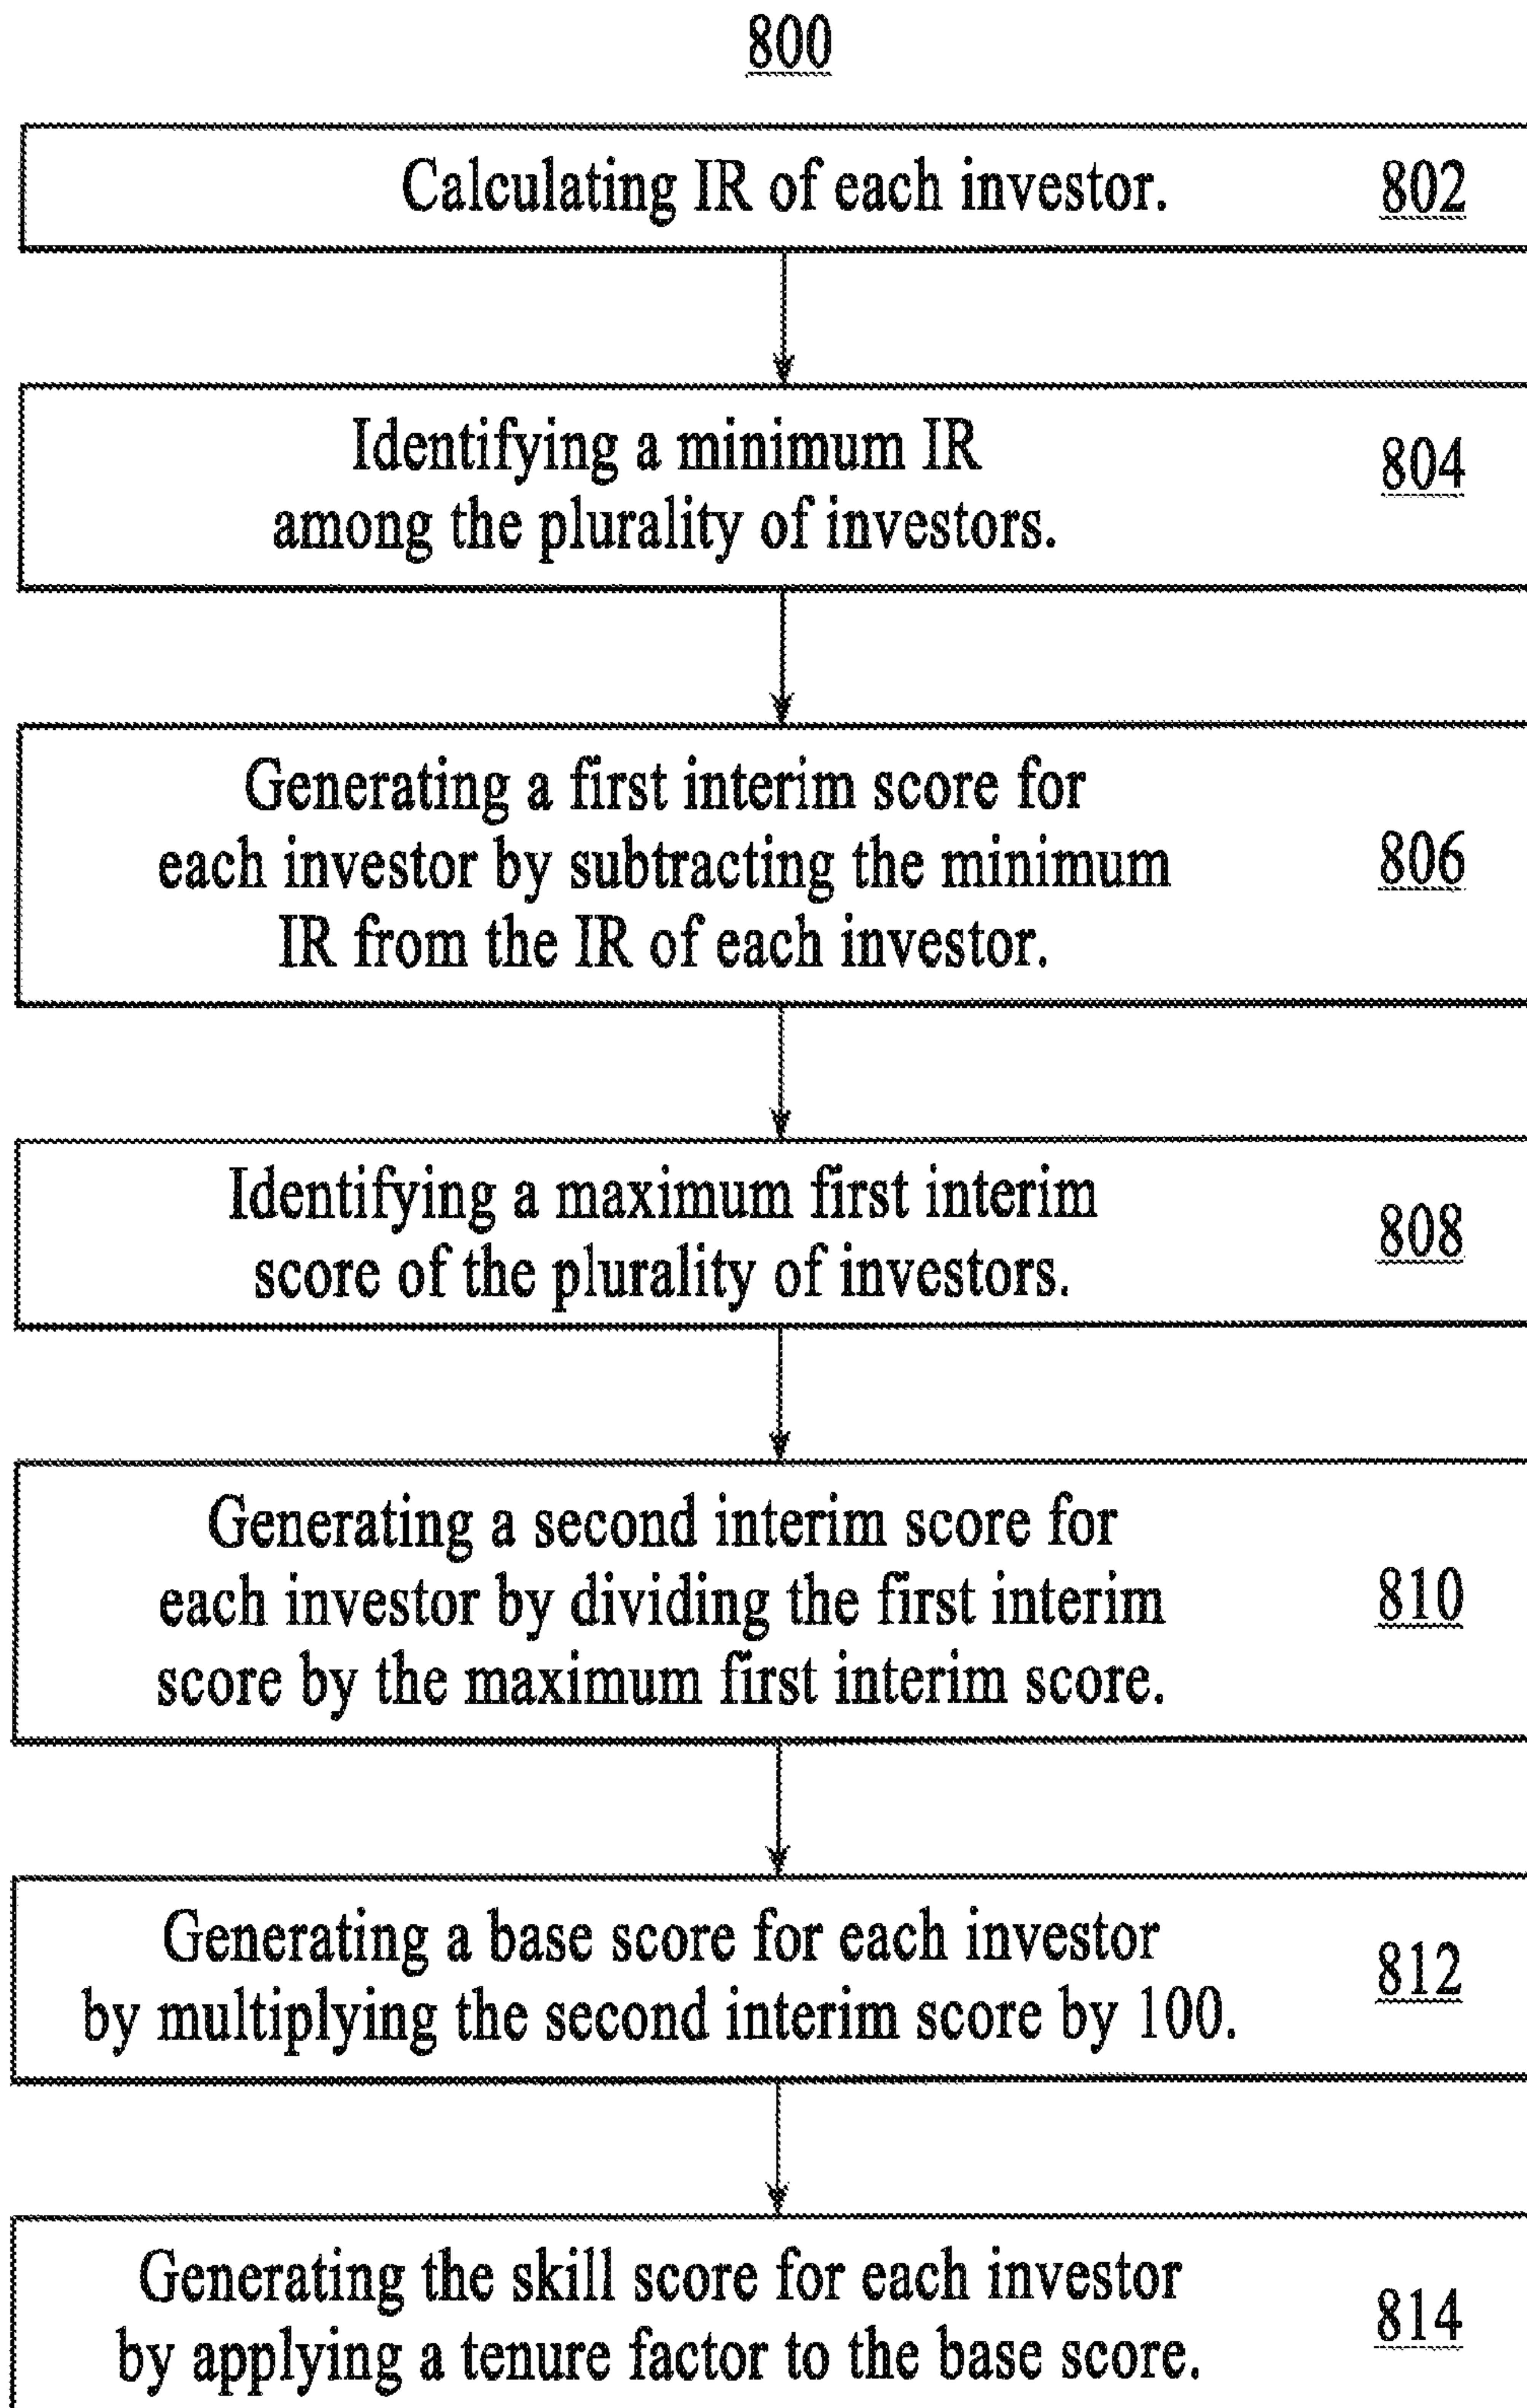 800
Calculating IR of each investor. 802
Identifying a minimum IR
among the plurality of investors.
804
Generating a first interim score for
each investor by subtracting the minimum
IR from the IR of each investor.
806
Identifying a maximum first interim
score of the plurality of investors.
808
Generating a second interim score for
each investor by dividing the first interim
score by the maximum first interim score.
810
Generating a base score for each investor
by multiplying the second interim score by 100.
812
Generating the skill score for each investor
by applying a tenure factor to the base score.
814